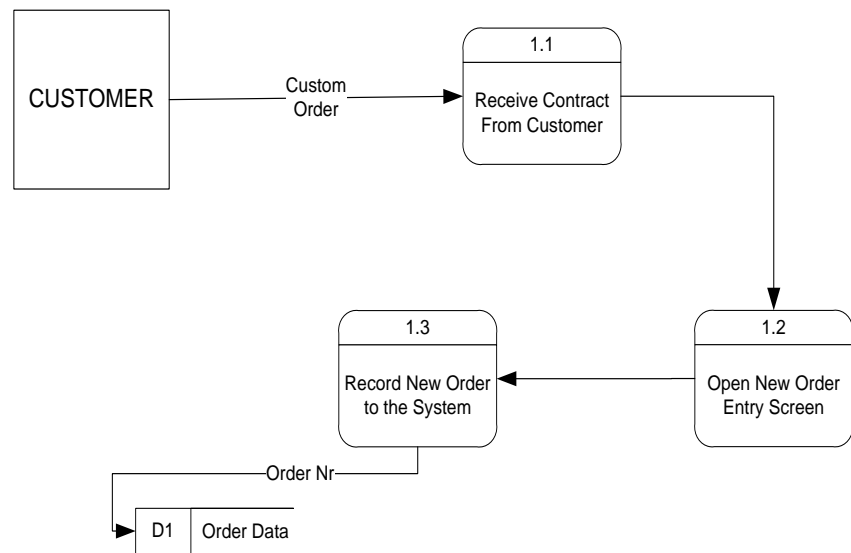 CUSTOMER
Custom
Order
1.1
Receive Contract
From Customer
1.3
Record New Order
to the System
1.2
Open New Order
Entry Screen
Order Nr
D1
Order Data